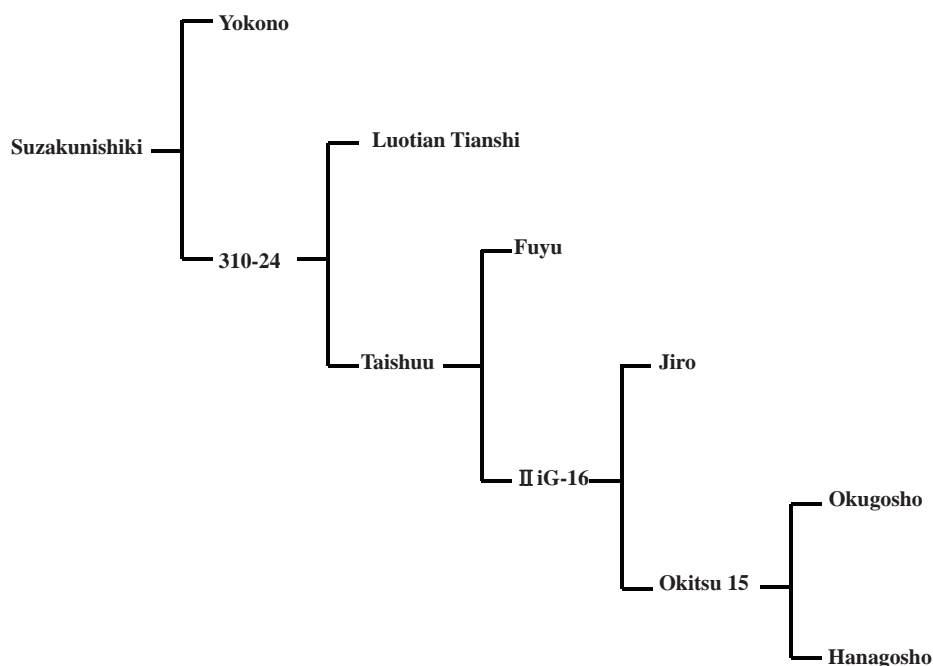 Yokono
Suzakunishiki
Luotian Tianshi
310-24
Fuyu
Taishuu
Jiro
ⅡiG-16
Okugosho
Okitsu 15
Hanagosho